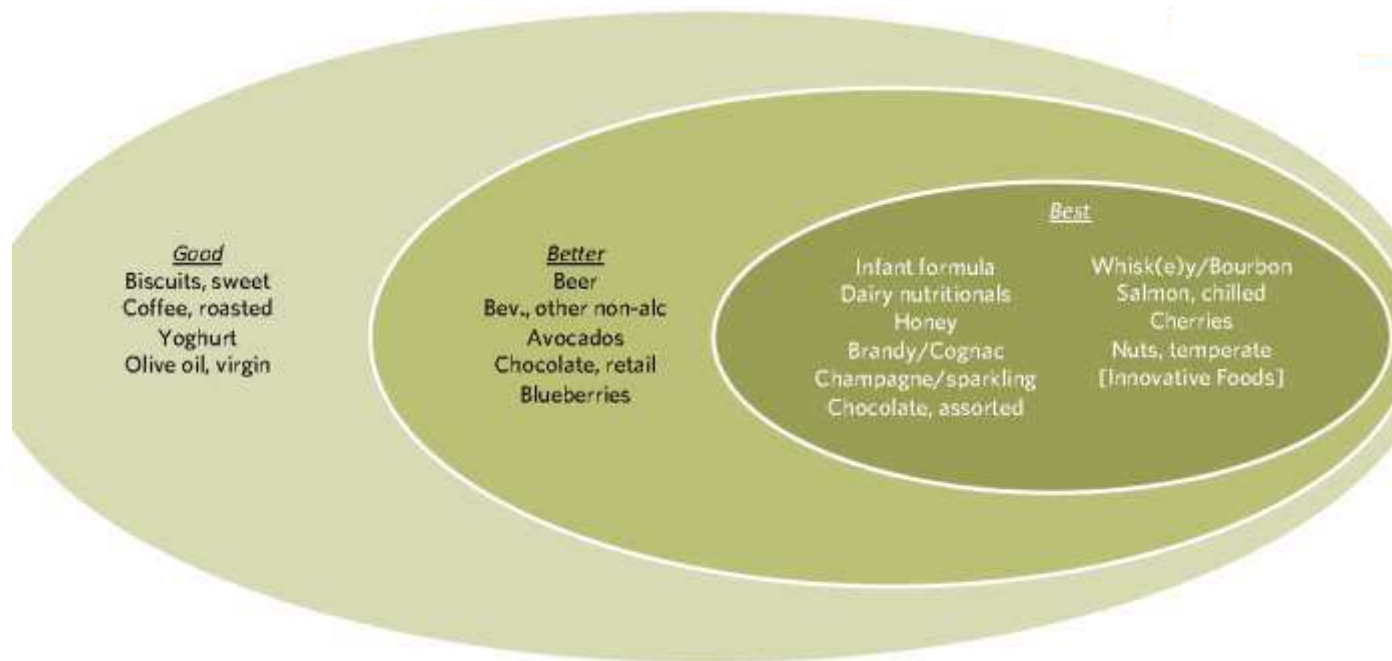 Good
Biscuits, sweet
Coffee, roasted
Yoghurt
Olive oil, virgin
Better
Beer
Bev., other non-alc
Avocados
Chocolate, retail
Blueberries
Best
Infant formula
Dairy nutritionals
Honey
Brandy/Cognac
Champagne/sparkling
Chocolate, assorted
Whisk(e)y/Bourbon
Salmon, chilled
Cherries
Nuts, temperate
[Innovative Foods]